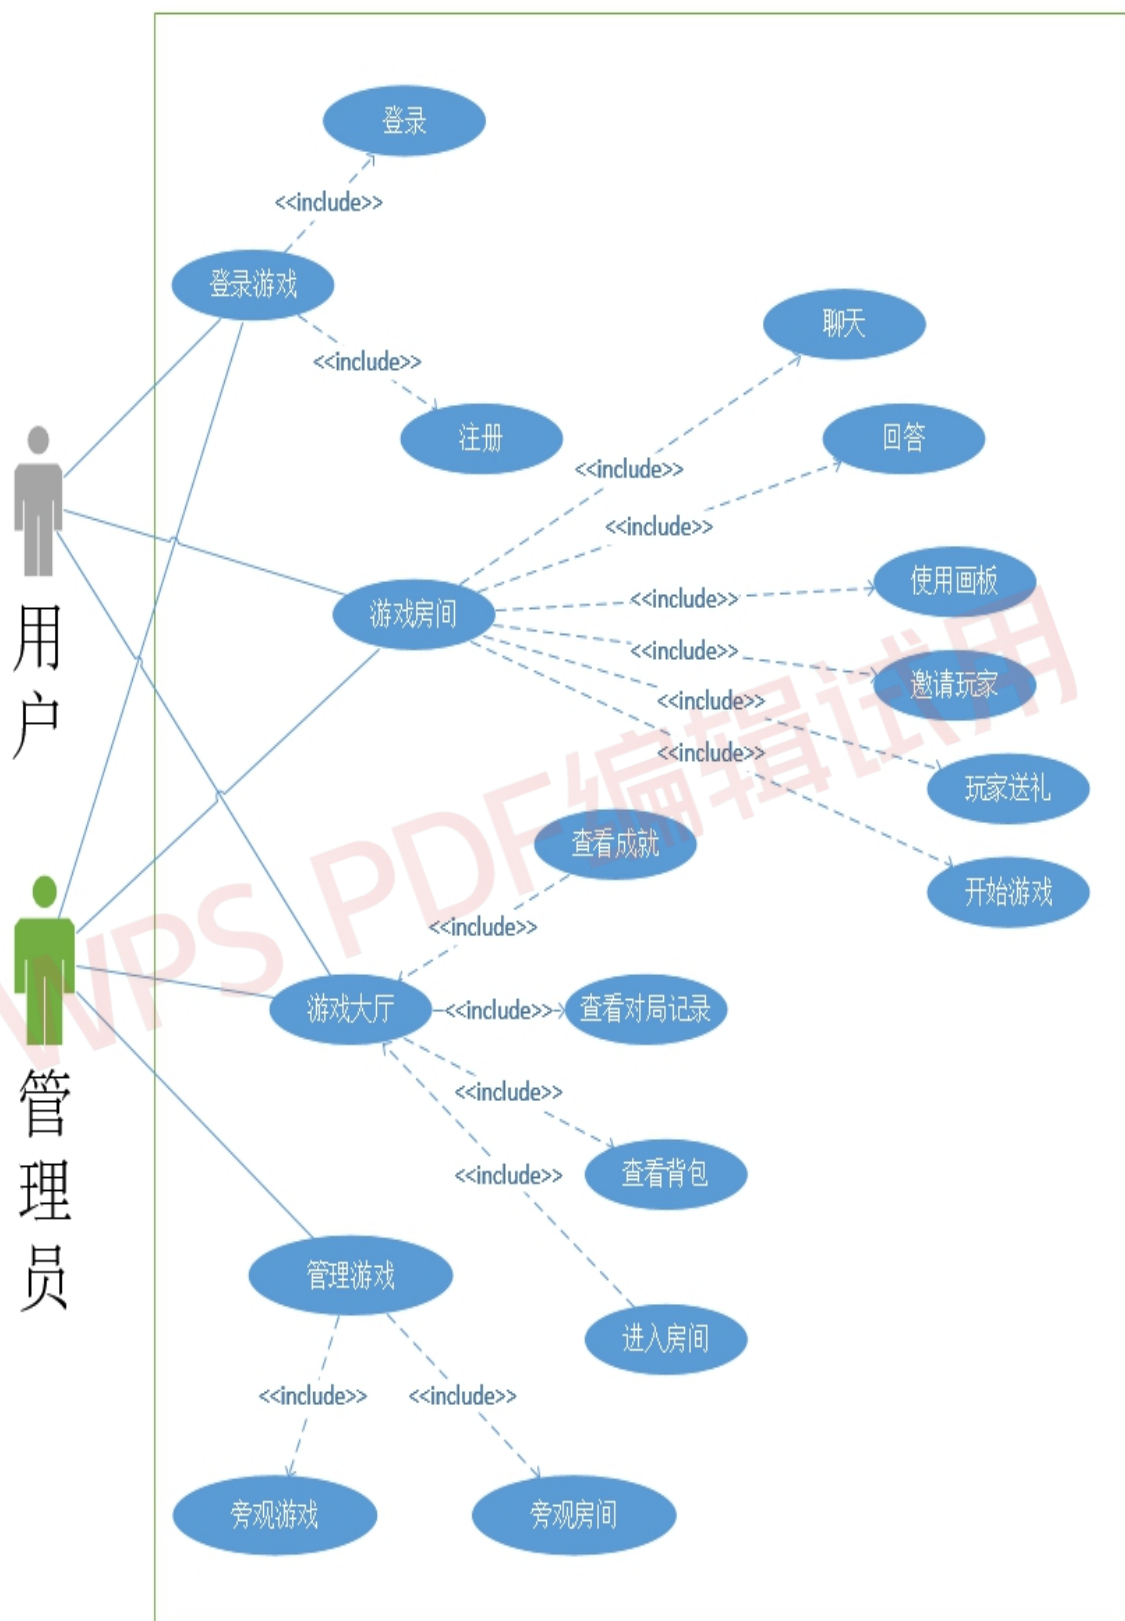 登录
<<include>>
登录游戏
<<include>>
注册
聊天
<<include>>
回答
<<include>>
使用画板
<<include>>
游戏房间
<<include>>
邀请玩家
<<include>>
<<include>>
玩家送礼
开始游戏
用户
查看成就
<<include>>
游戏大厅
<<include>>
查看对局记录
<<include>>
查看背包
<<include>>
进入房间
管理员
管理游戏
<<include>>
<<include>>
旁观游戏
旁观房间
WPS PDF编辑试用